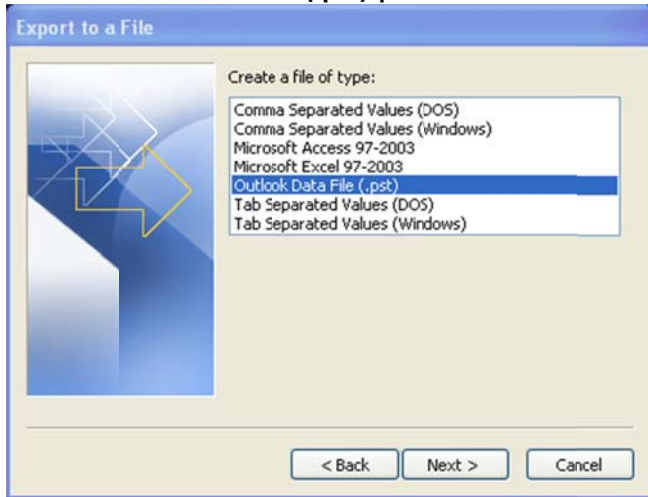 Export to a File
Create a file of type:
Comma Separated Values (DOS)
Comma Separated Values (Windows)
Microsoft Access 97-2003
Microsoft Excel 97-2003
Outlook Data File (.pst)
Tab Separated Values (DOS)
Tab Separated Values (Windows)
< Back Next > Cancel